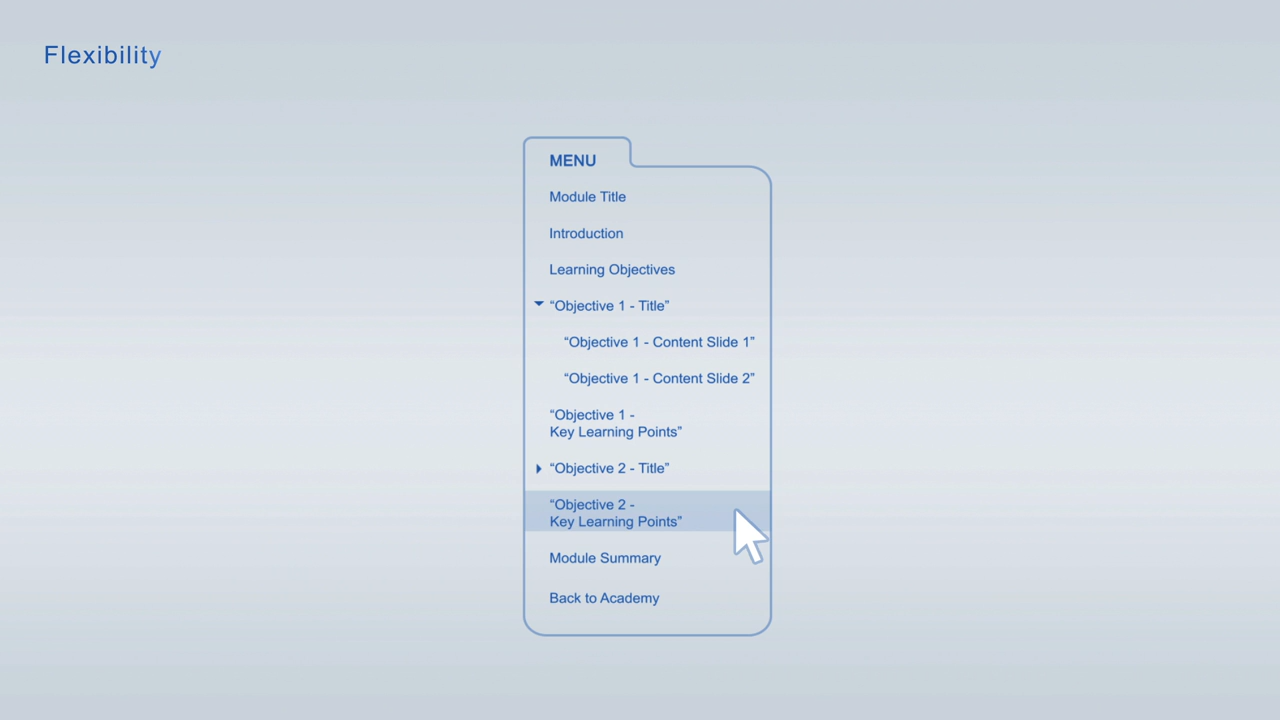 Flexibility
MENU
Module Title
Introduction
Learning Objectives
“Objective 1 - Title”
“Objective 1 - Content Slide 1”
“Objective 1 - Content Slide 2”
“Objective 1 -
Key Learning Points”
“Objective 2 - Title”
“Objective 2 -
Key Learning Points”
Module Summary
Back to Academy